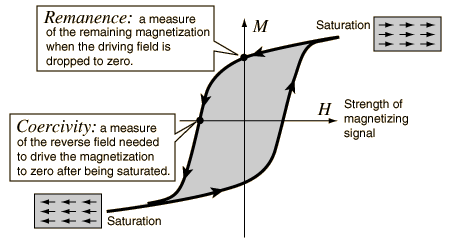 Remanence: a measure
of the remaining magnetization
when the driving field is
dropped to zero.
M
Saturation
H
Strength of
magnetizing
signal
Coercivity: a measure
of the reverse field needed
to drive the magnetization
to zero after being saturated.
Saturation